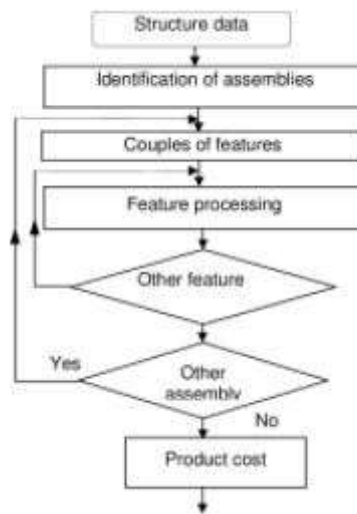 Structure data
Identification of assemblies
Couples of features
Feature processing
Other feature
Yes
Other
assembly
No
Product cost